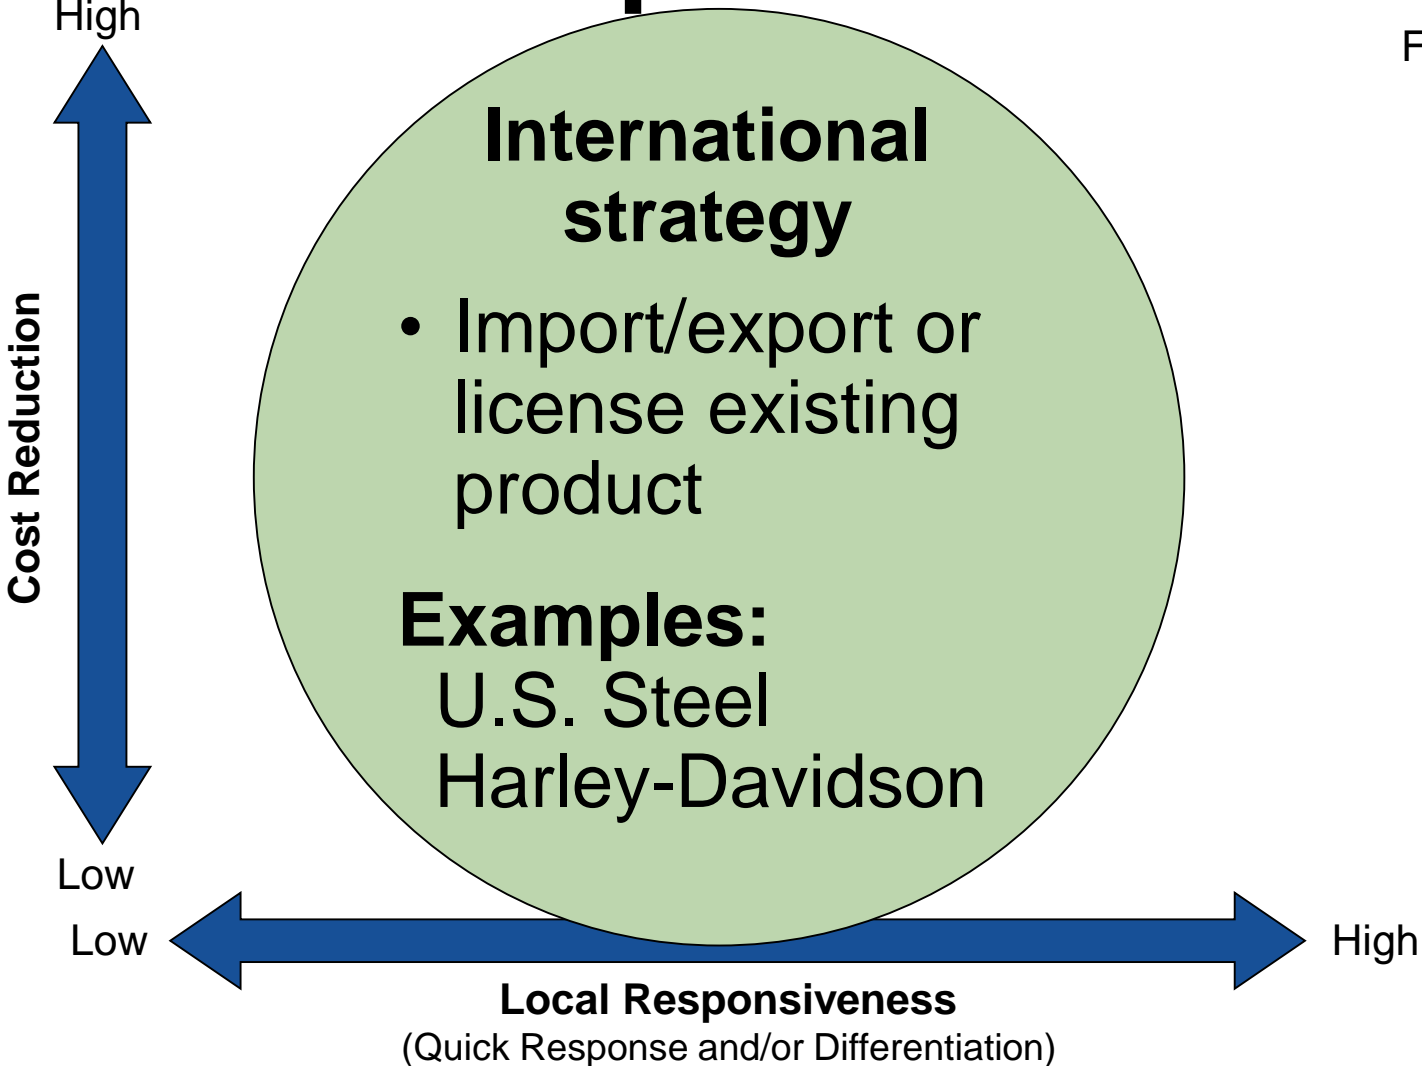 High
F
International
strategy
• Import/export or
license existing
product
Examples:
U.S. Steel
Harley-Davidson
Cost Reduction
Low
Low
High
Local Responsiveness
(Quick Response and/or Differentiation)